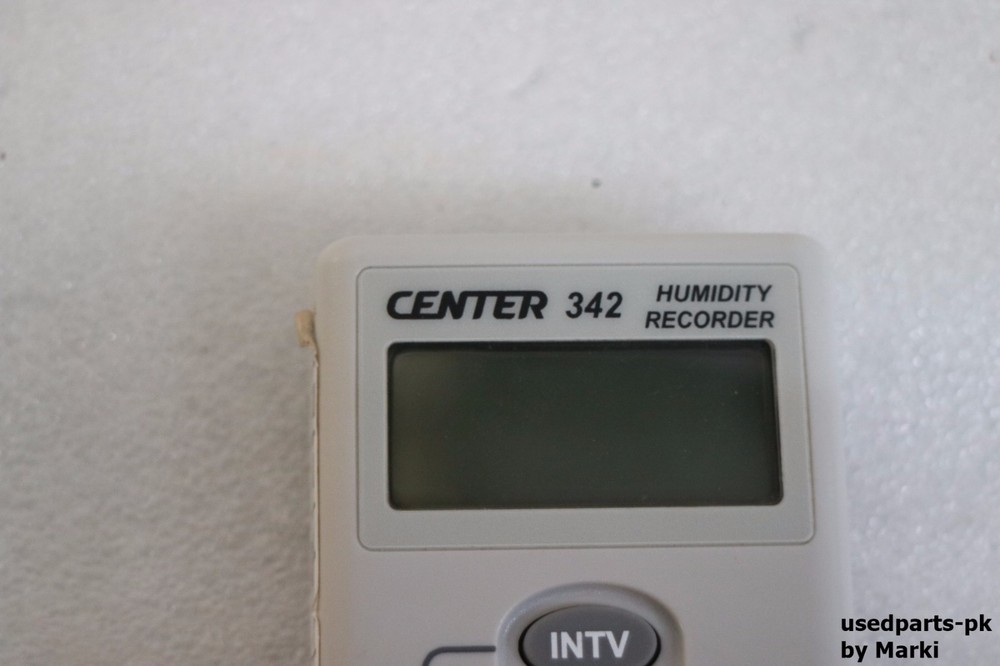 CENTER 342 HUMIDITY
RECORDER
INTV
usedparts-pk
by Marki